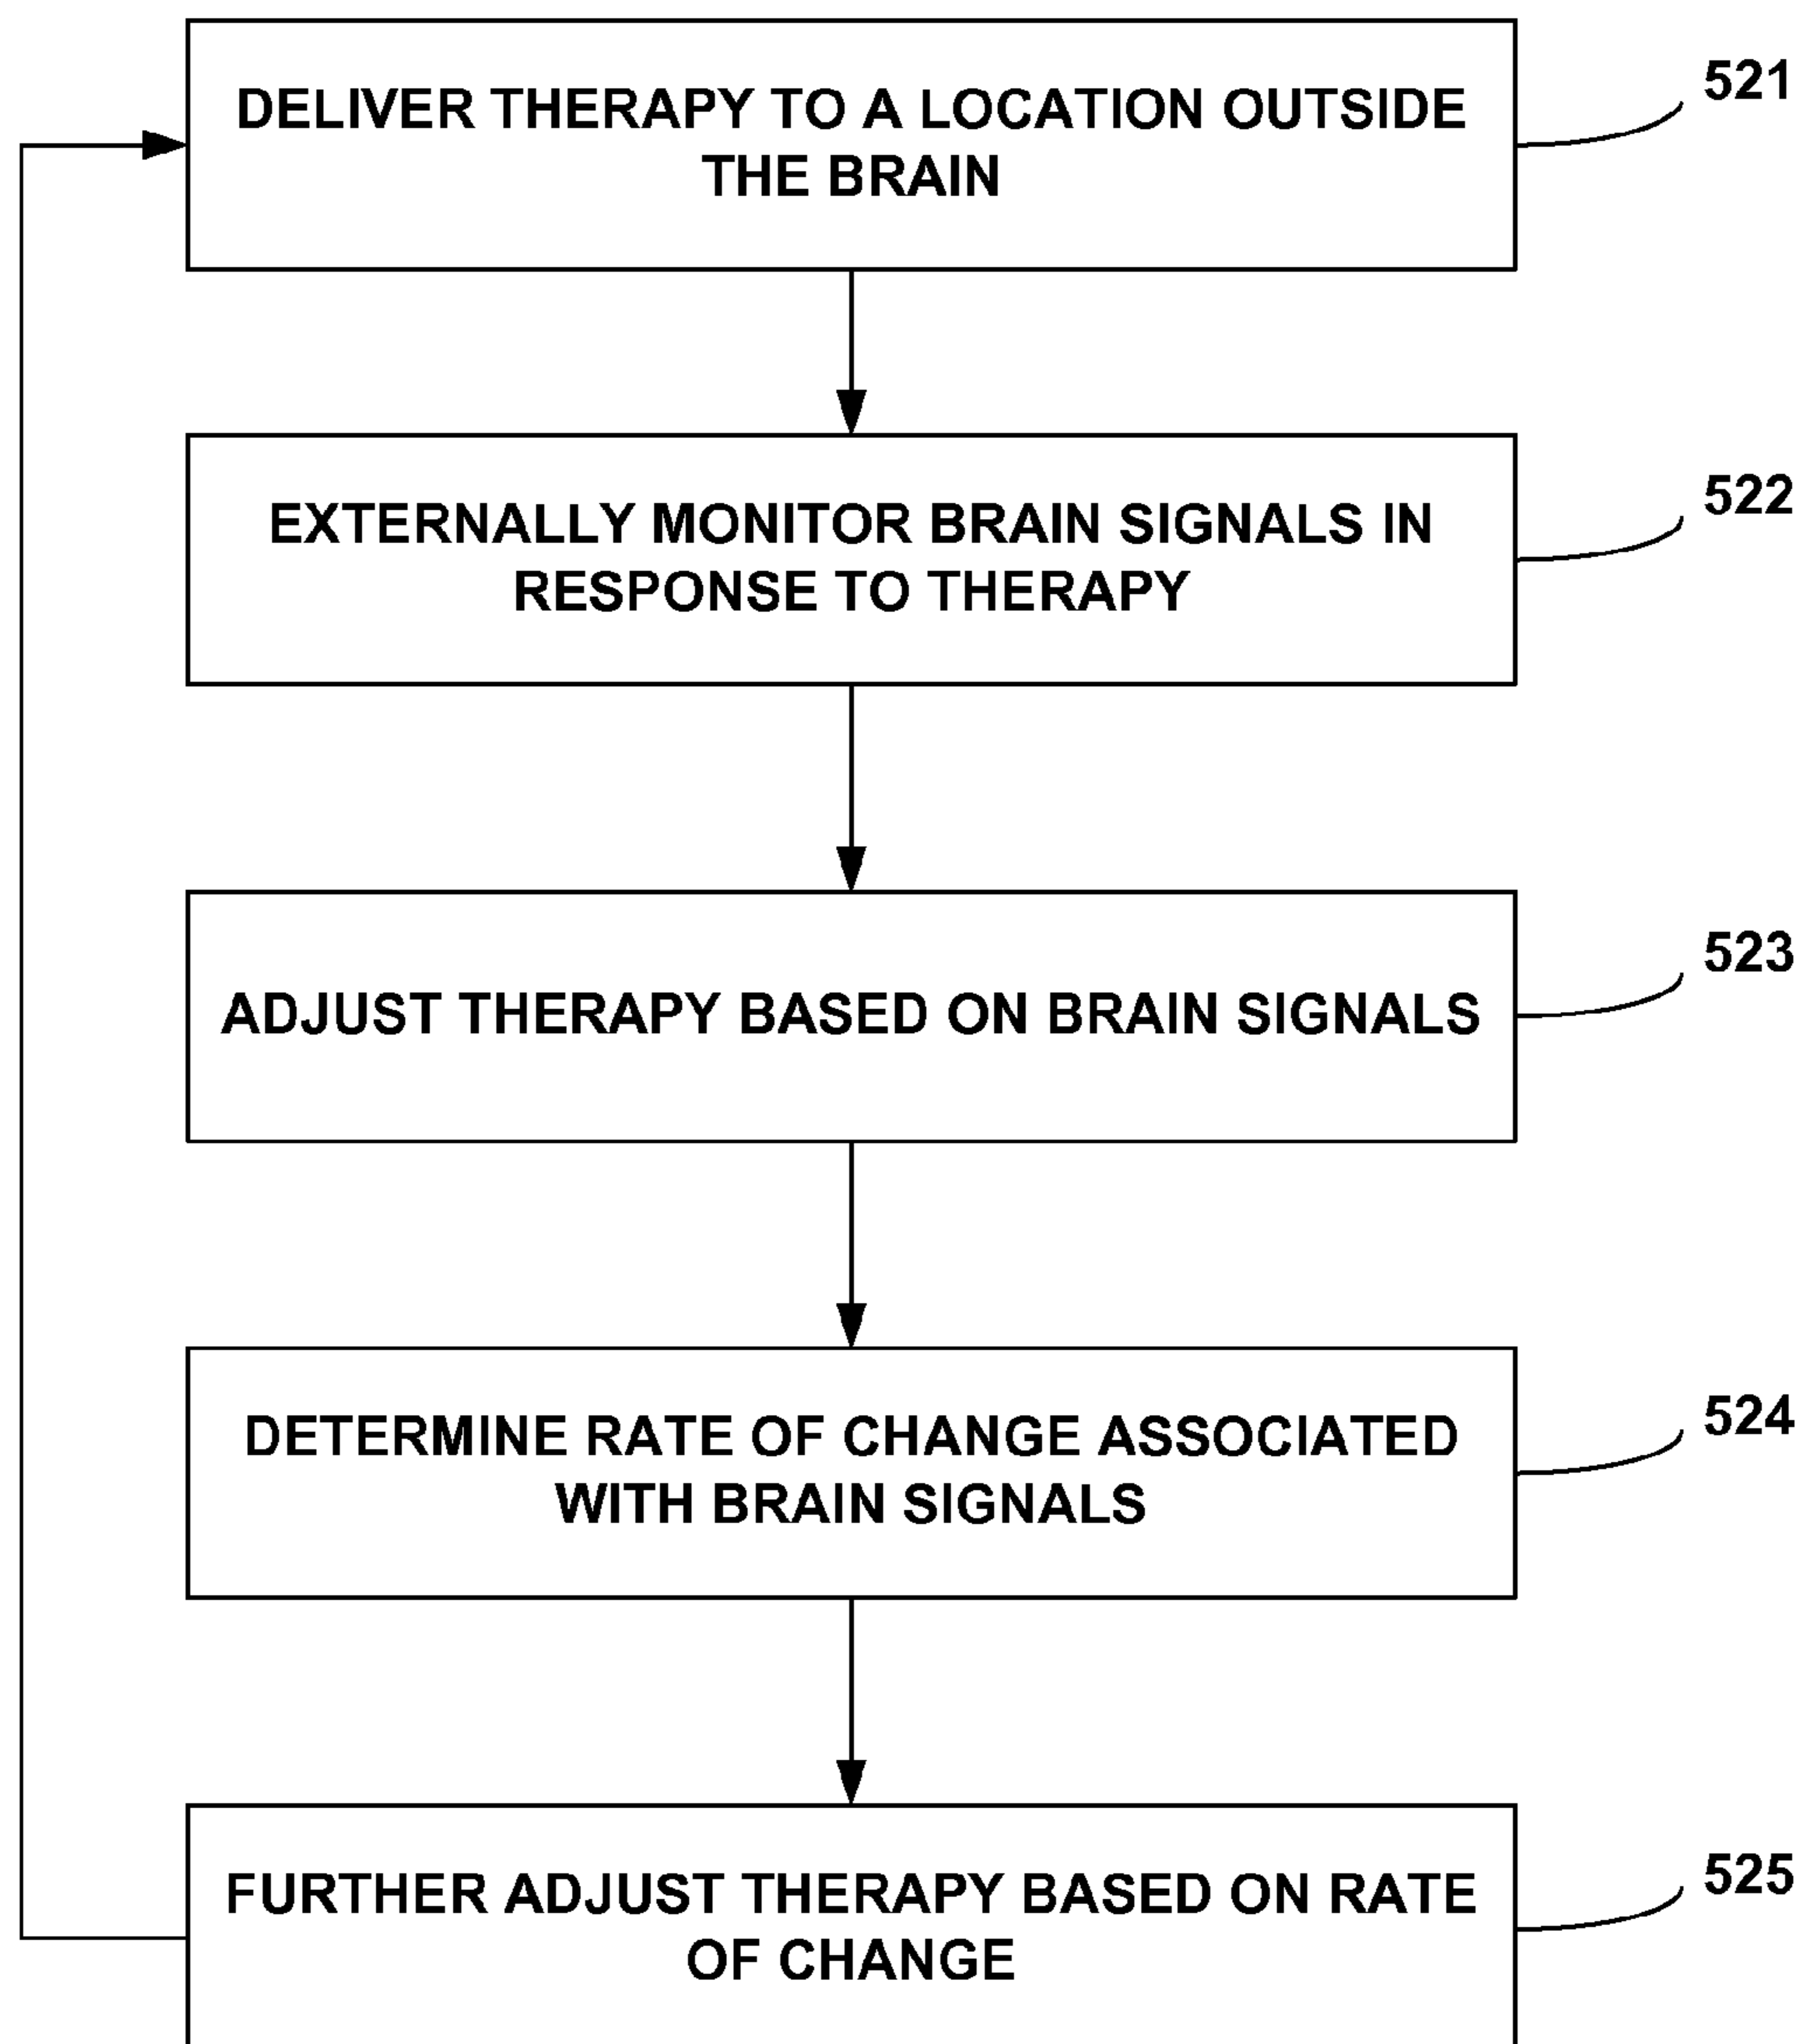 DELIVER THERAPY TO A LOCATION OUTSIDE
THE BRAIN
521
EXTERNALLY MONITOR BRAIN SIGNALS IN
RESPONSE TO THERAPY
522
ADJUST THERAPY BASED ON BRAIN SIGNALS
523
DETERMINE RATE OF CHANGE ASSOCIATED
WITH BRAIN SIGNALS
524
FURTHER ADJUST THERAPY BASED ON RATE
OF CHANGE
525